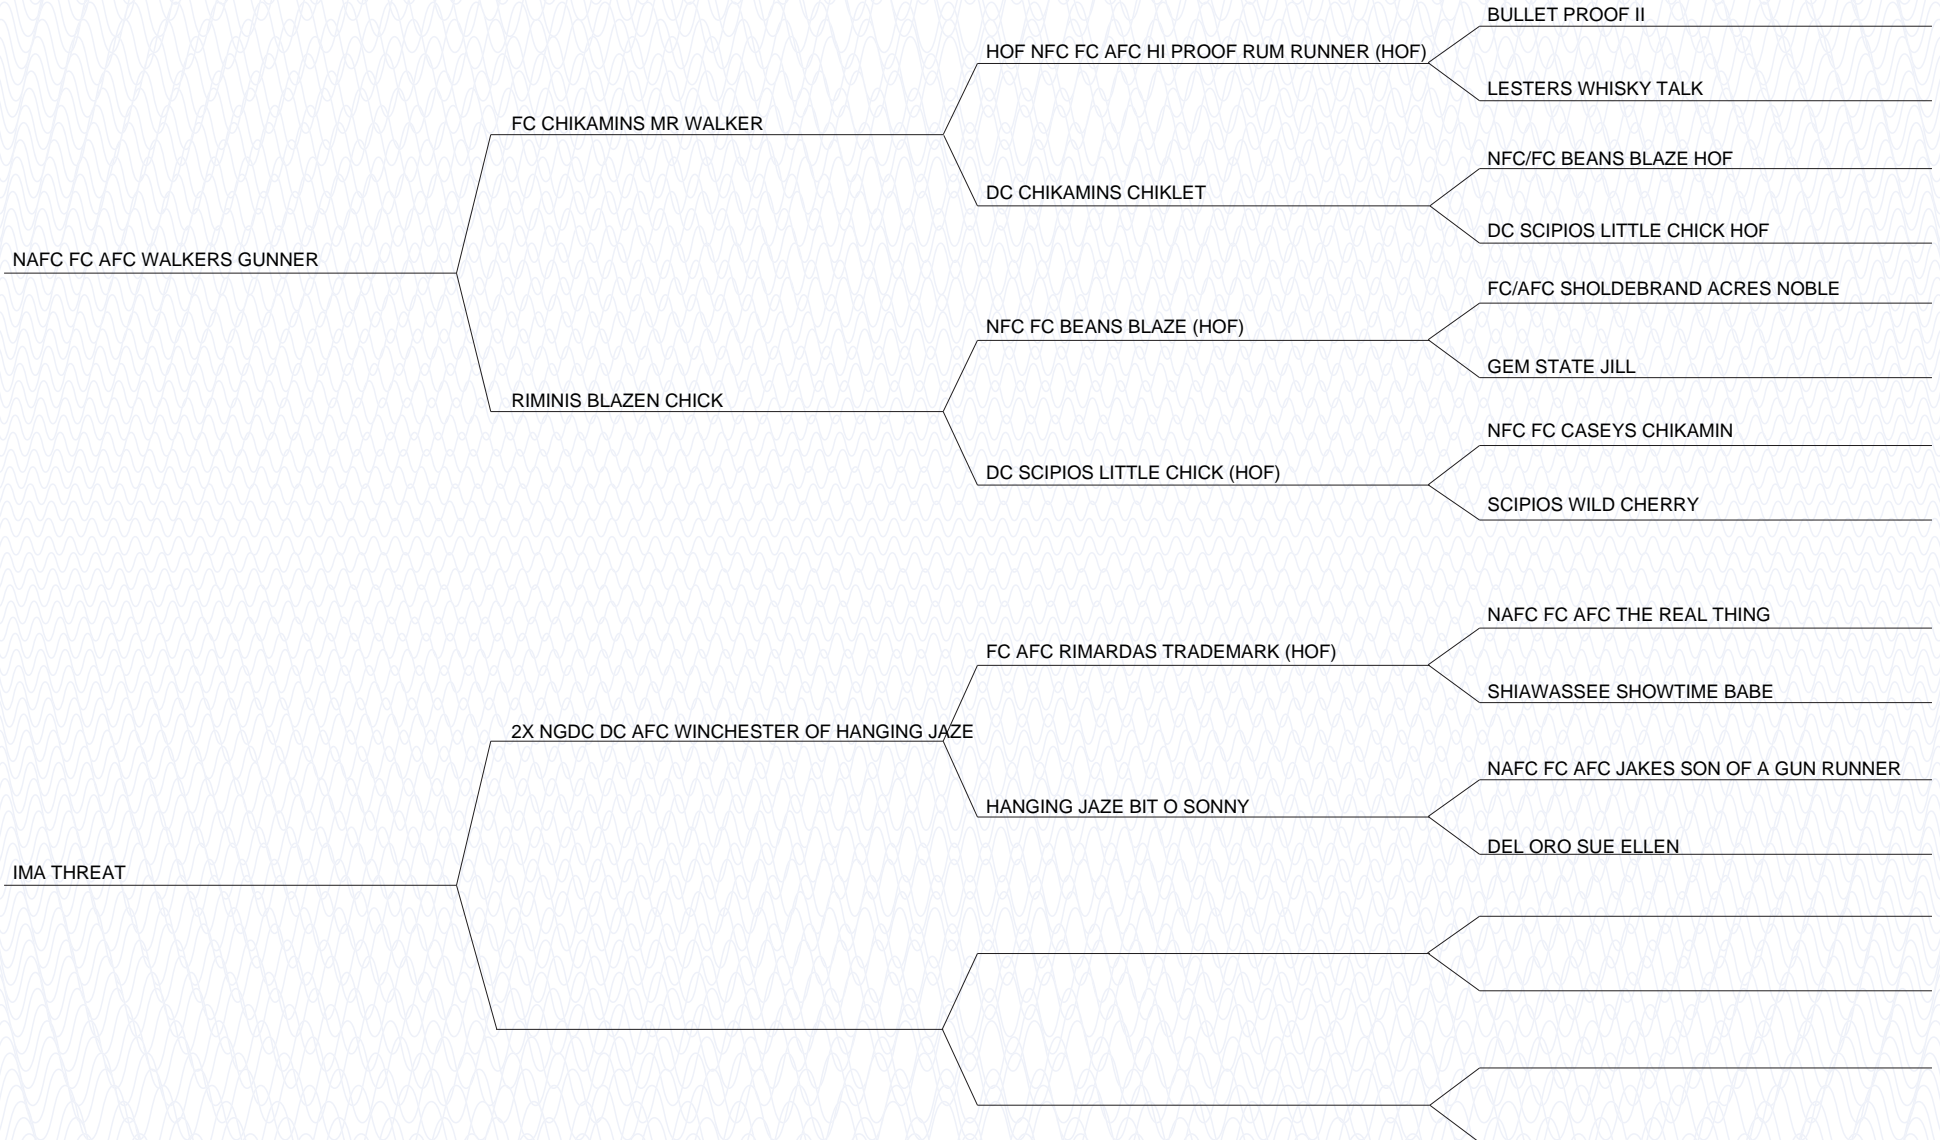 BULLET PROOF II
HOF NFC FC AFC HI PROOF RUM RUNNER (HOF)
LESTERS WHISKY TALK
FC CHIKAMINS MR WALKER
NFC/FC BEANS BLAZE HOF
DC CHIKAMINS CHIKLET
DC SCIPIOS LITTLE CHICK HOF
NAFC FC AFC WALKERS GUNNER
FC/AFC SHOLDEBRAND ACRES NOBLE
NFC FC BEANS BLAZE (HOF)
GEM STATE JILL
RIMINIS BLAZEN CHICK
NFC FC CASEYS CHIKAMIN
DC SCIPIOS LITTLE CHICK (HOF)
SCIPIOS WILD CHERRY
NAFC FC AFC THE REAL THING
FC AFC RIMARDAS TRADEMARK (HOF)
SHIAWASSEE SHOWTIME BABE
2X NGDC DC AFC WINCHESTER OF HANGING JAZE
NAFC FC AFC JAKES SON OF A GUN RUNNER
HANGING JAZE BIT O SONNY
DEL ORO SUE ELLEN
IMA THREAT